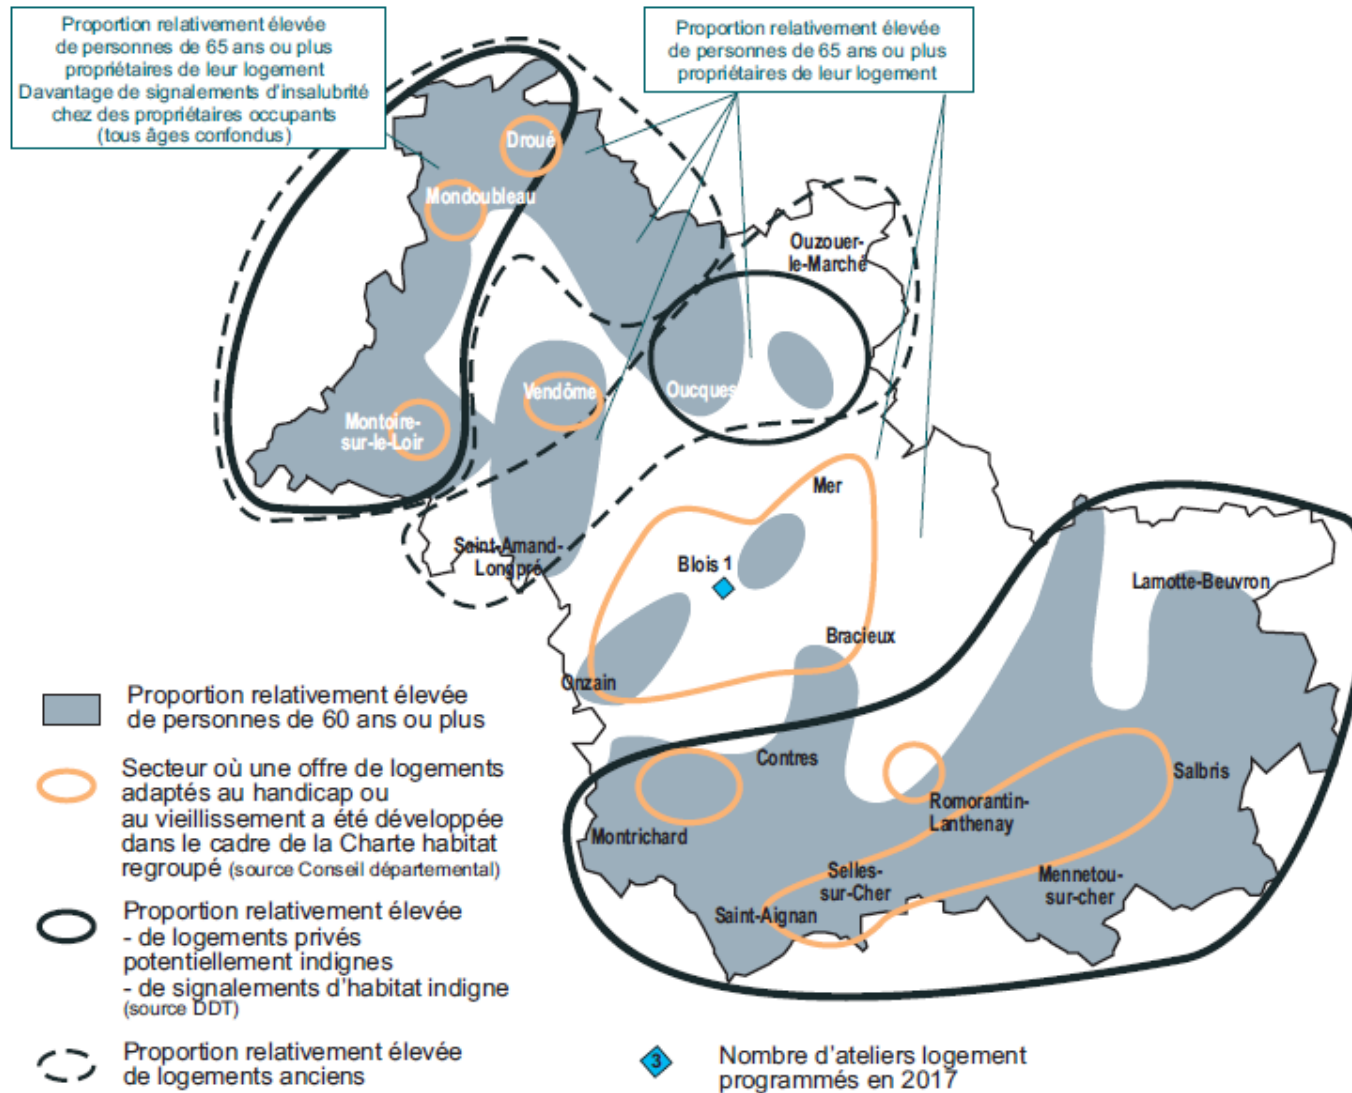 Proportion relativement élevée
de personnes de 65 ans ou plus
propriétaires de leur logement
Davantage de signalements d'insalubrité
chez des propriétaires occupants
(tous âges confondus)
Proportion relativement élevée
de personnes de 65 ans ou plus
propriétaires de leur logement
Droué
Mondoubleau
Ouzouer-
le-Marché
Vendôme
Oucques
Montoire-
sur-le-Loir
Mer
Saint-Amand-
Longpré
Blois 1
Lamotte-Beuvron
Bracieux
Onzain
Contres
Salbris
Romorantin-
Lanthenay
Montrichard
Selles-
sur-Cher
Mennetou-
sur-cher
Saint-Aignan
Proportion relativement élevée
de personnes de 60 ans ou plus
Secteur où une offre de logements
adaptés au handicap ou
au vieillissement a été développée
dans le cadre de la Charte habitat
regroupé (source Conseil départemental)
Proportion relativement élevée
- de logements privés
potentiellement indignes
- de signalements d'habitat indigne
(source DDT)
Proportion relativement élevée
de logements anciens
3
Nombre d'ateliers logement
programmés en 2017